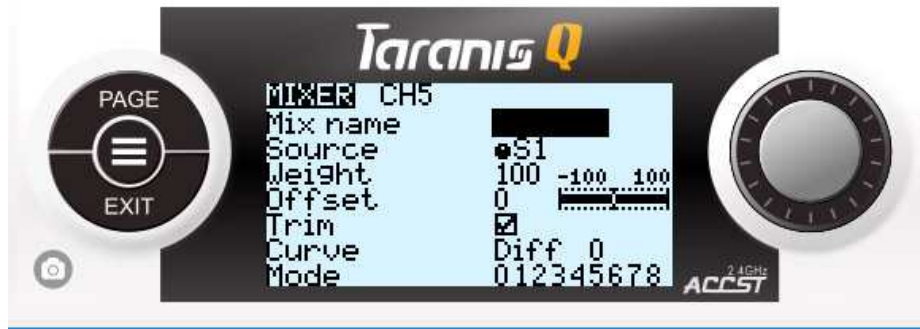 Taranis Q
PAGE
EXIT
MIXER CH5
Mix name
Source S1
Weight 100 -100 100
Offset 0
Trim
Curve Diff 0
Mode 012345678
2.4GHz
ACCST